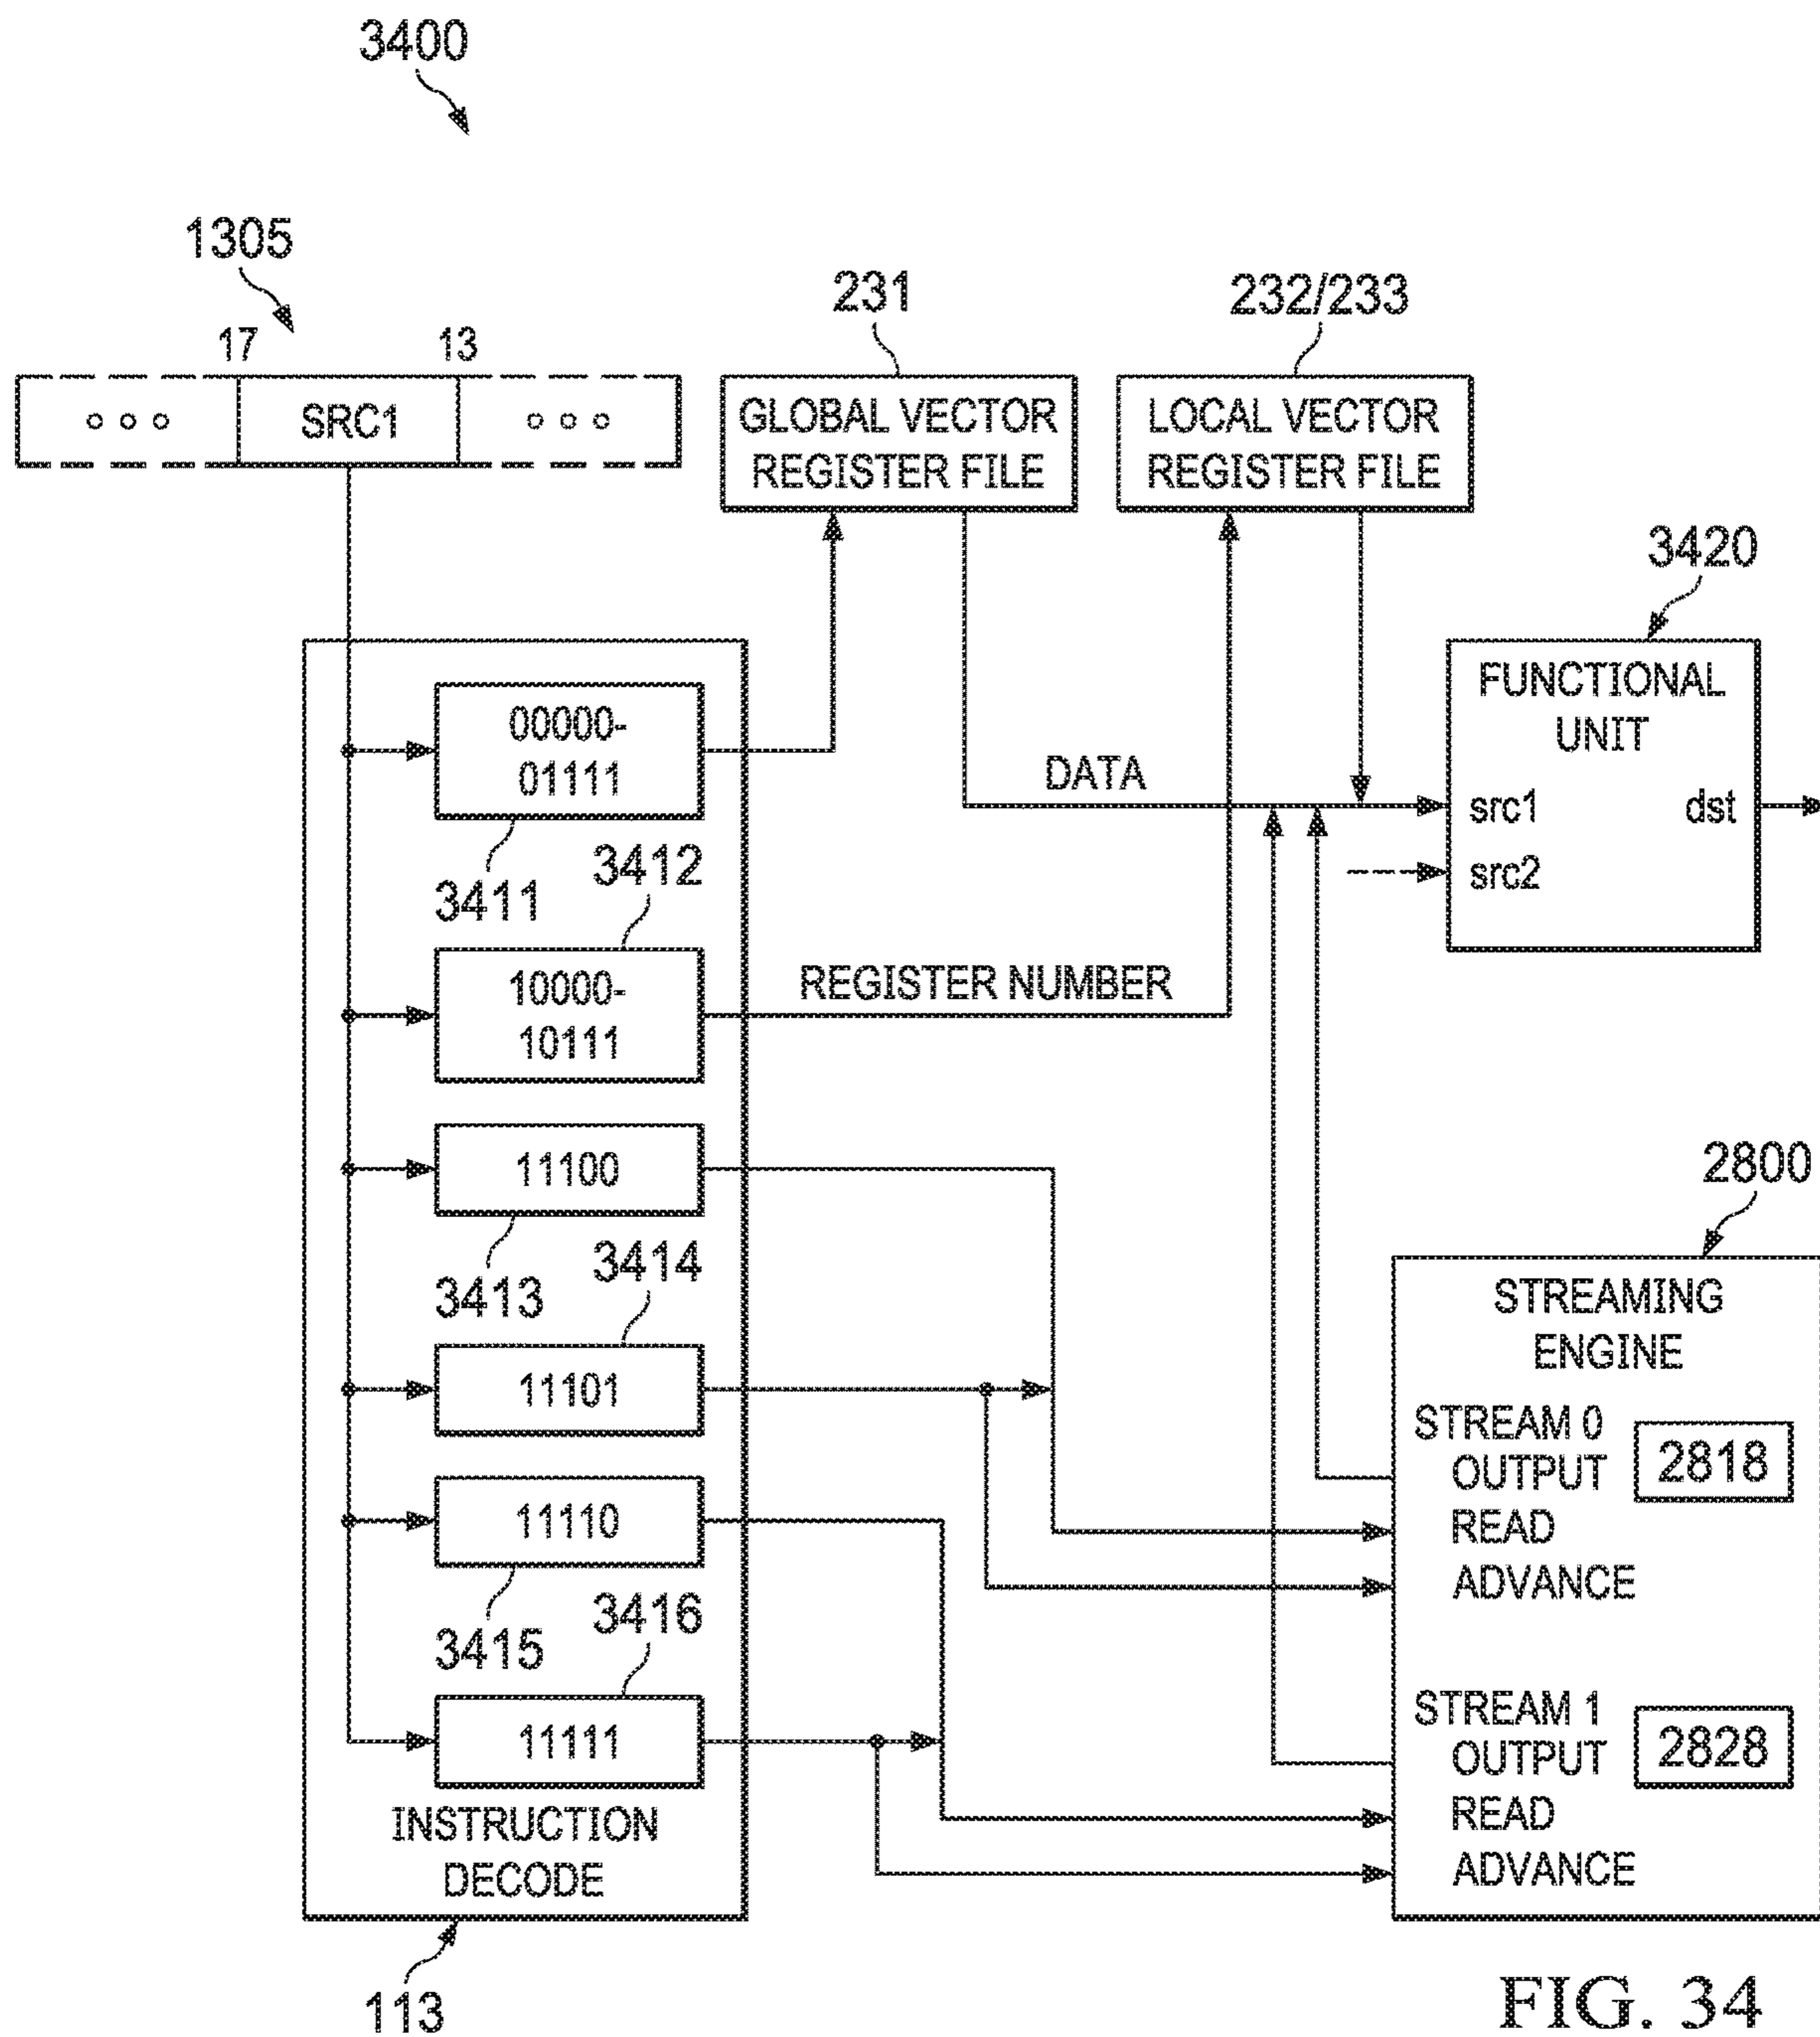 3400
1305
17
13
○ ○ ○
SRC1
○ ○ ○
231
GLOBAL VECTOR
REGISTER FILE
232/233
LOCAL VECTOR
REGISTER FILE
3420
FUNCTIONAL
UNIT
src1
dst
src2
DATA
00000-
01111
3411
3412
10000-
10111
REGISTER NUMBER
11100
3413
3414
11101
11110
3415
3416
11111
INSTRUCTION
DECODE
113
2800
STREAMING
ENGINE
STREAM 0
OUTPUT
2818
READ
ADVANCE
STREAM 1
OUTPUT
2828
READ
ADVANCE
FIG. 34